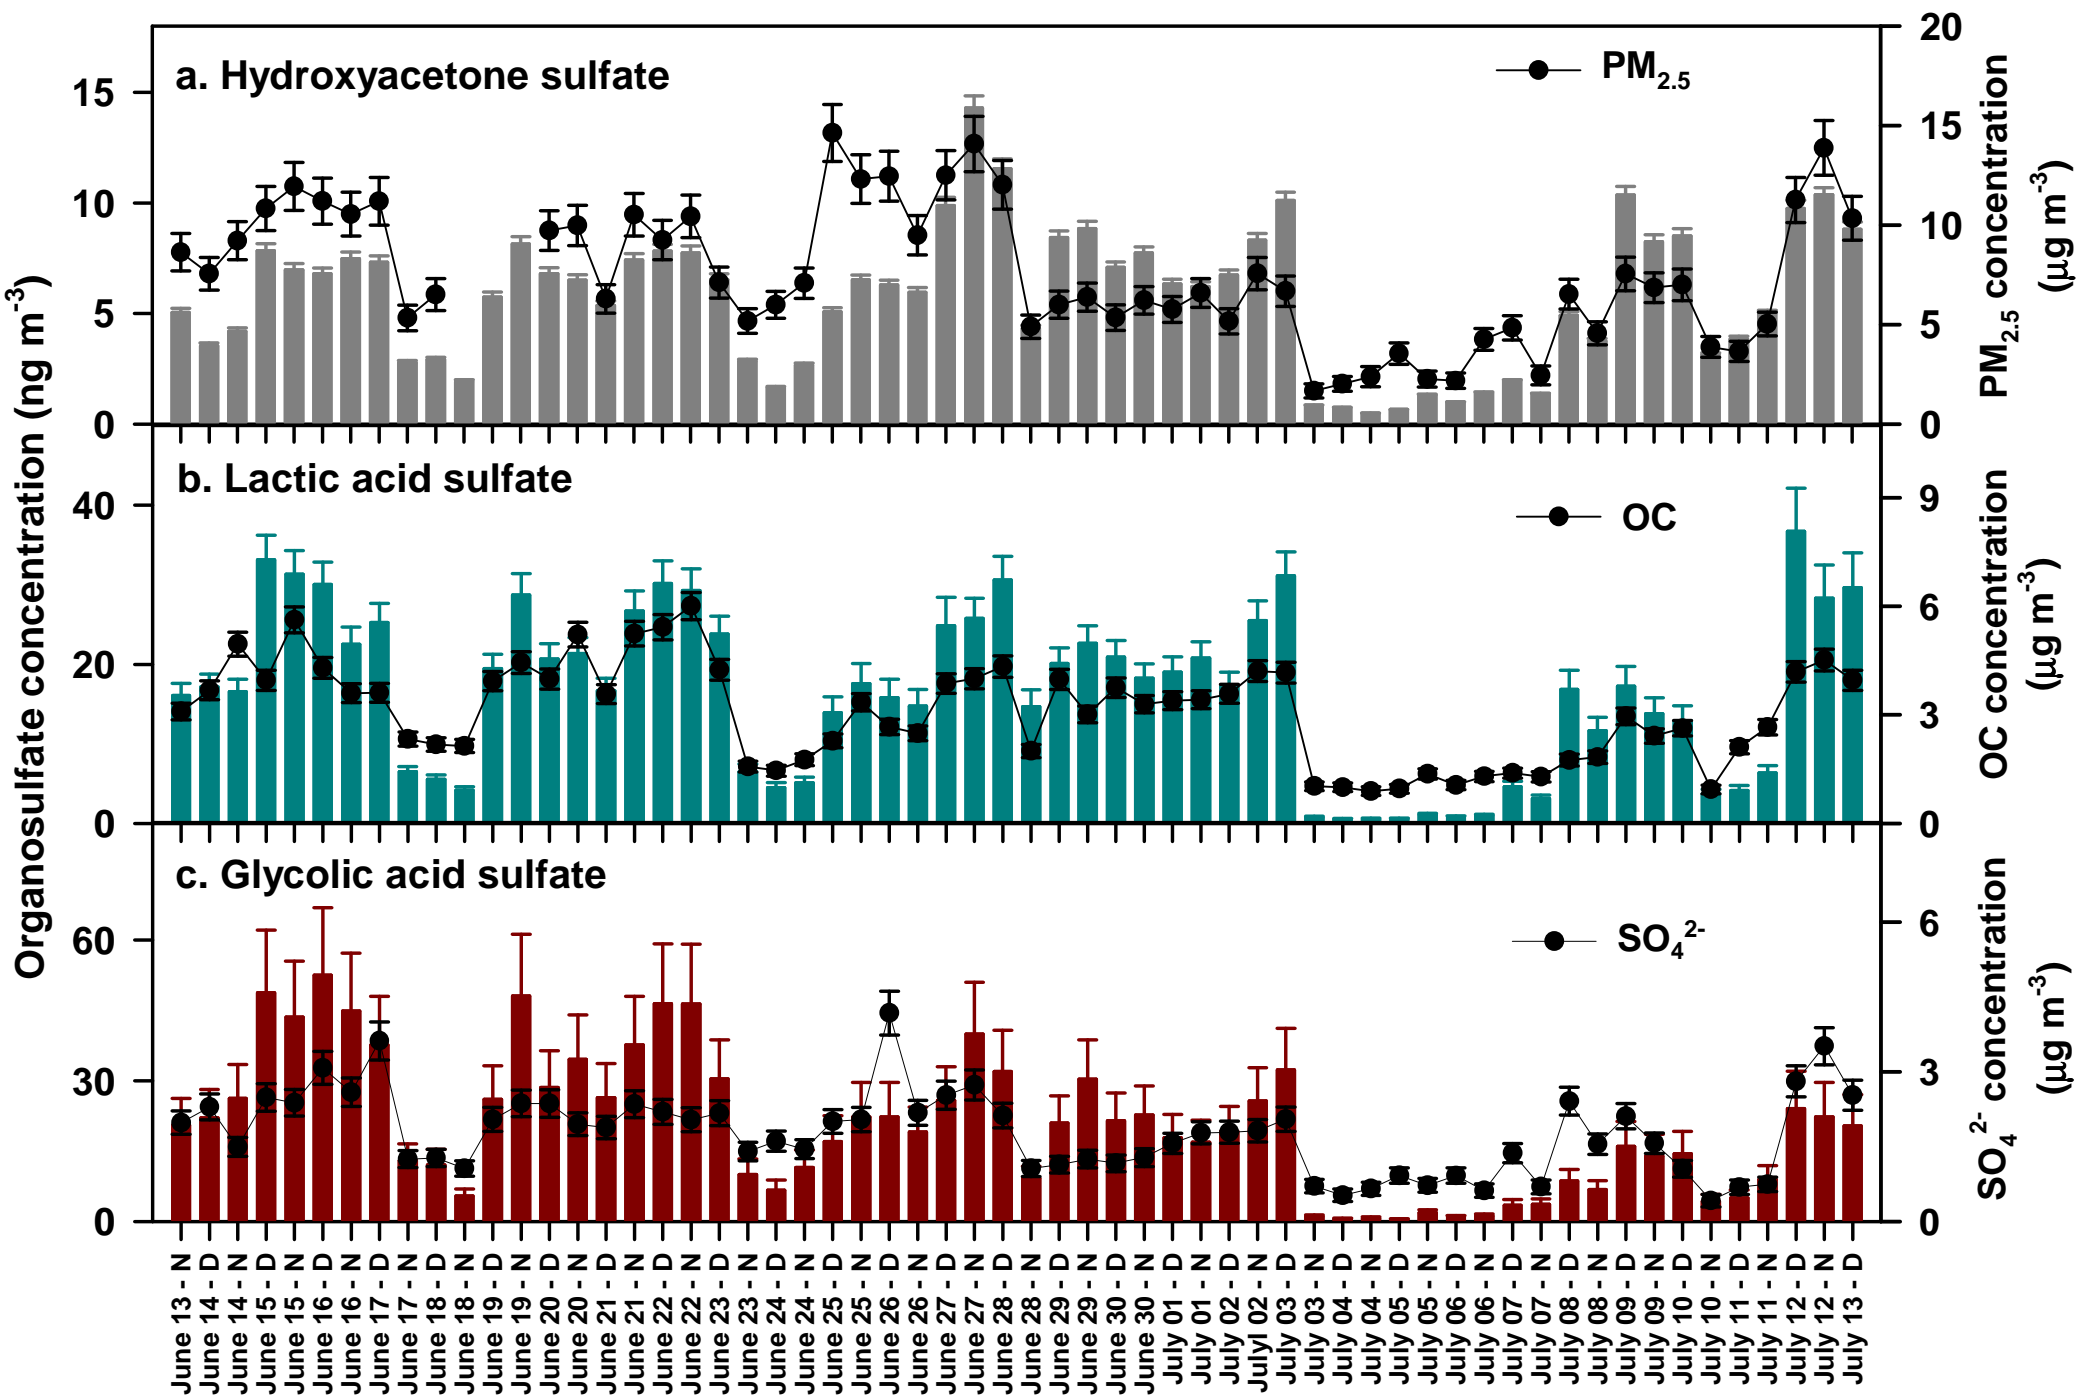 Organosulfate concentration (ng m-3)
a. Hydroxyacetone sulfate
PM2.5
15
10
5
0
20
15
10
5
0
PM2.5 concentration
(µg m-3)
b. Lactic acid sulfate
OC
40
20
0
9
6
3
0
OC concentration
(µg m-3)
c. Glycolic acid sulfate
SO42-
60
30
0
6
3
0
SO42- concentration
(µg m-3)
June 13 - N
June 14 - D
June 14 - N
June 15 - D
June 15 - N
June 16 - D
June 16 - N
June 17 - D
June 17 - N
June 18 - D
June 18 - N
June 19 - D
June 19 - N
June 20 - D
June 20 - N
June 21 - D
June 21 - N
June 22 - D
June 22 - N
June 23 - D
June 23 - N
June 24 - D
June 24 - N
June 25 - D
June 25 - N
June 26 - D
June 26 - N
June 27 - D
June 27 - N
June 28 - D
June 28 - N
June 29 - D
June 29 - N
June 30 - D
June 30 - N
July 01 - D
July 01 - N
July 02 - D
Julyl 02 - N
July 03 - D
July 03 - N
July 04 - D
July 04 - N
July 05 - D
July 05 - N
July 06 - D
July 06 - N
July 07 - D
July 07 - N
July 08 - D
July 08 - N
July 09 - D
July 09 - N
July 10 - D
July 10 - N
July 11 - D
July 11 - N
July 12 - D
July 12 - N
July 13 - D